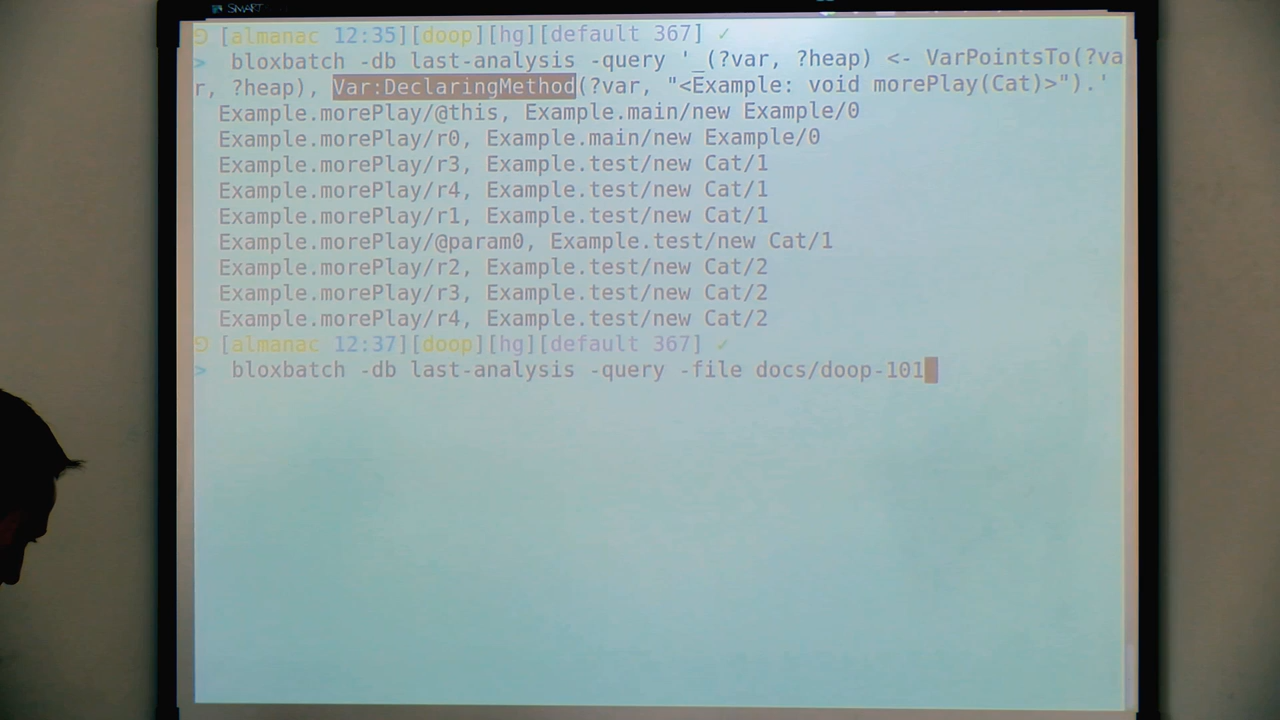 SMART
[almanac 12:35][doop][hg][default 367] ✓
> bloxbatch -db last-analysis -query '_(?var, ?heap) <- VarPointsTo(?va
r, ?heap), Var:DeclaringMethod(?var, "<Example: void morePlay(Cat)>").'
Example.morePlay/@this, Example.main/new Example/0
Example.morePlay/r0, Example.main/new Example/0
Example.morePlay/r3, Example.test/new Cat/1
Example.morePlay/r4, Example.test/new Cat/1
Example.morePlay/r1, Example.test/new Cat/1
Example.morePlay/@param0, Example.test/new Cat/1
Example.morePlay/r2, Example.test/new Cat/2
Example.morePlay/r3, Example.test/new Cat/2
Example.morePlay/r4, Example.test/new Cat/2
[almanac 12:37][doop][hg][default 367] ✓
> bloxbatch -db last-analysis -query -file docs/doop-101